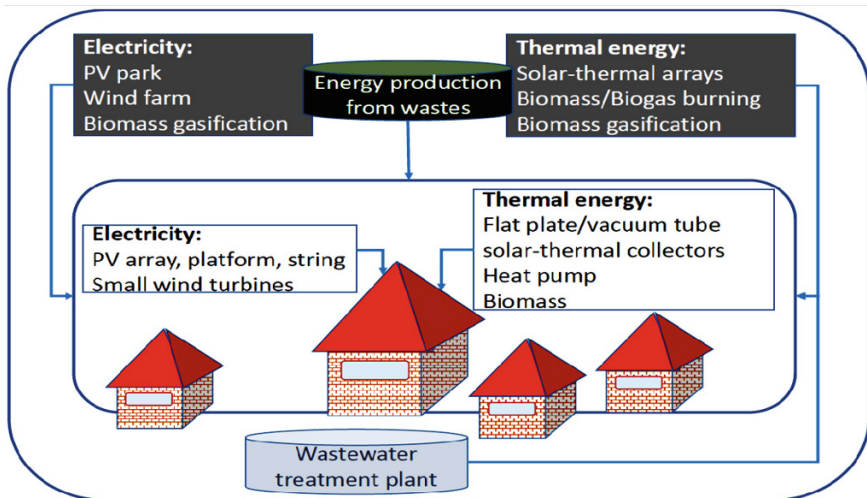 Electricity:
PV park
Wind farm
Biomass gasification
Energy production
from wastes
Thermal energy:
Solar-thermal arrays
Biomass/Biogas burning
Biomass gasification
Electricity:
PV array, platform, string
Small wind turbines
Thermal energy:
Flat plate/vacuum tube
solar-thermal collectors
Heat pump
Biomass
Wastewater
treatment plant